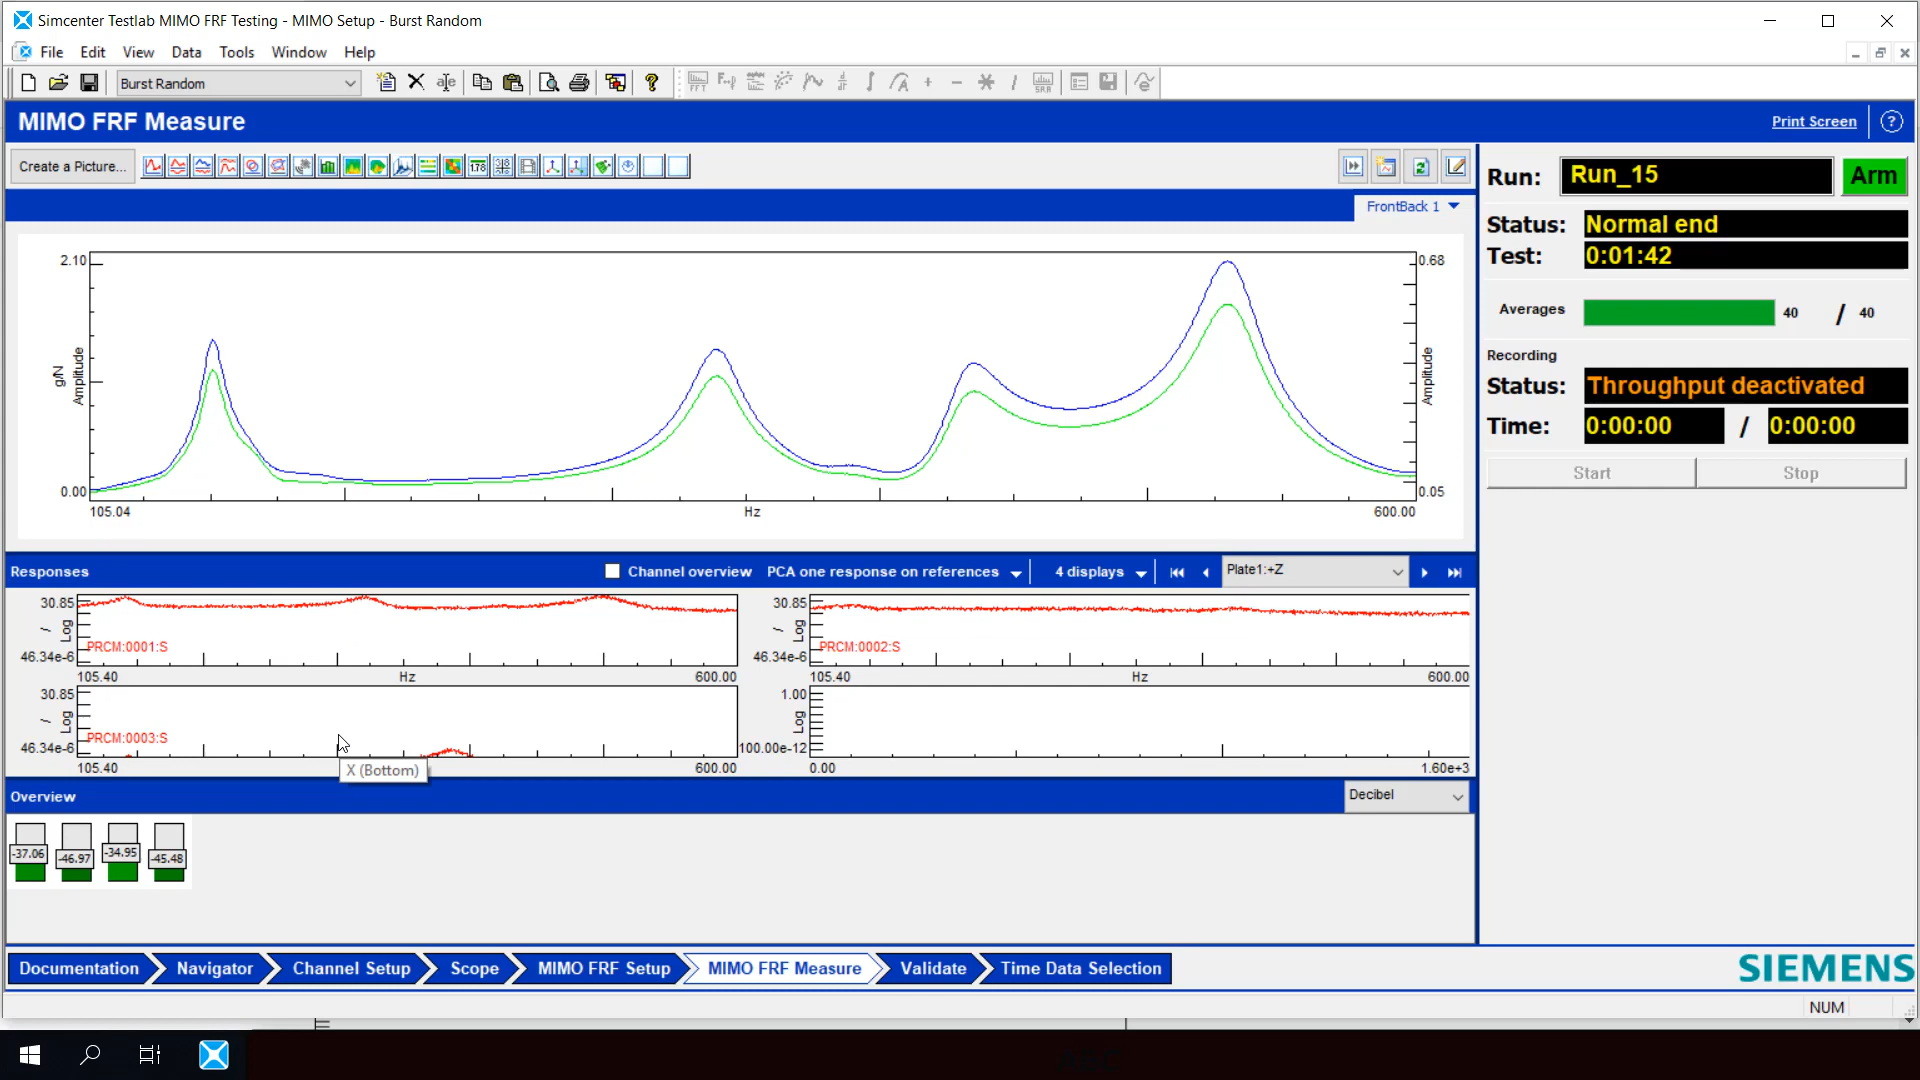 Simcenter Testlab MIMO FRF Testing - MIMO Setup - Burst Random
File Edit View Data Tools Window Help
Burst Random
MIMO FRF Measure
Print Screen
Create a Picture...
FrontBack 1
2.10
0.00
g/N
Amplitude
105.04
Hz
600.00
0.68
0.05
Amplitude
Run: Run_15 Arm
Status: Normal end
Test: 0:01:42
Averages 40 / 40
Recording
Status: Throughput deactivated
Time: 0:00:00 / 0:00:00
Start Stop
Responses Channel overview PCA one response on references 4 displays Plate1:+Z
30.85
/
Log
46.34e-6
PRCM:0001:S
105.40 Hz 600.00
30.85
/
Log
46.34e-6
PRCM:0002:S
105.40 Hz 600.00
30.85
/
Log
46.34e-6
PRCM:0003:S
105.40 600.00
X (Bottom)
1.00
Log
100.00e-12
0.00 1.60e+3
Overview Decibel
-37.06 -46.97 -34.95 -45.48
Documentation Navigator Channel Setup Scope MIMO FRF Setup MIMO FRF Measure Validate Time Data Selection
SIEMENS
NUM